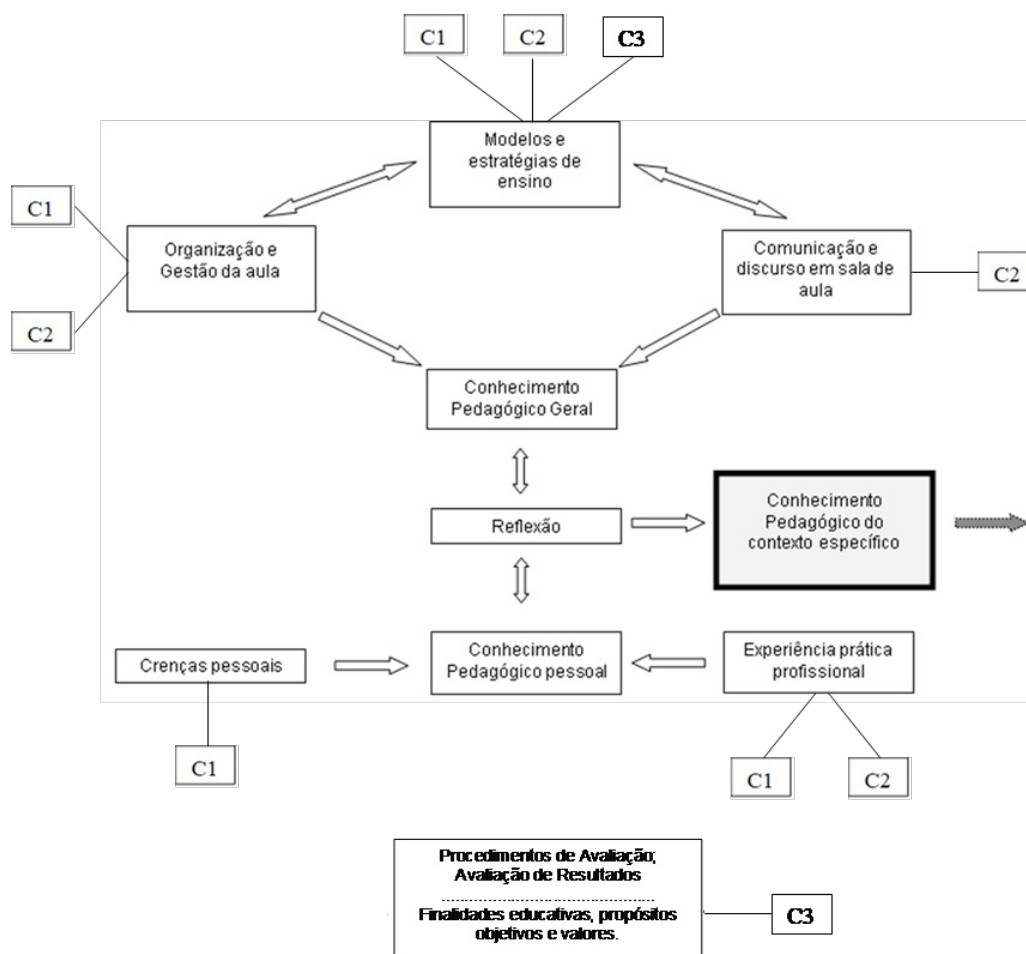 C1
C2
C3
Modelos e
estratégias de
ensino
C1
Organização e
Gestão da aula
Comunicação e
discurso em sala de
aula
C2
C2
Conhecimento
Pedagógico Geral
Reflexão
Conhecimento
Pedagógico do
contexto específico
Crenças pessoais
Conhecimento
Pedagógico pessoal
Experiência prática
profissional
C1
C1
C2
Procedimentos de Avaliação;
Avaliação de Resultados
Finalidades educativas, propósitos
objetivos e valores.
C3